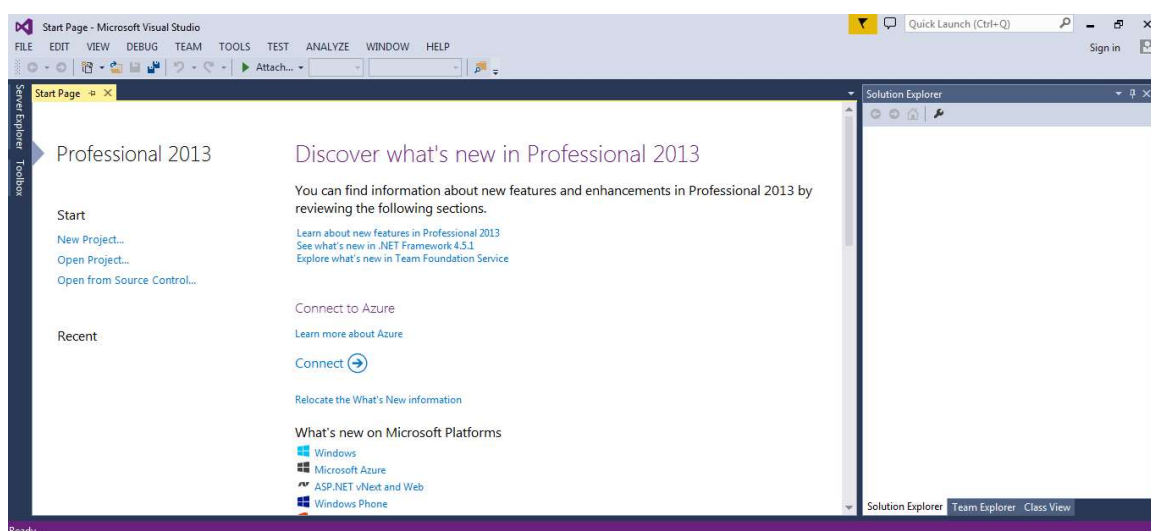 Start Page - Microsoft Visual Studio
Quick Launch (Ctrl+Q)
FILE EDIT VIEW DEBUG TEAM TOOLS TEST ANALYZE WINDOW HELP
Sign in
Attach...
Server Explorer
Toolbox
Start Page
Professional 2013
Start
New Project...
Open Project...
Open from Source Control...
Recent
Discover what's new in Professional 2013
You can find information about new features and enhancements in Professional 2013 by
reviewing the following sections.
Learn about new features in Professional 2013
See what's new in .NET Framework 4.5.1
Explore what's new in Team Foundation Service
Connect to Azure
Learn more about Azure
Connect
Relocate the What's New information
What's new on Microsoft Platforms
Windows
Microsoft Azure
ASP.NET vNext and Web
Windows Phone
Solution Explorer
Solution Explorer Team Explorer Class View
Ready